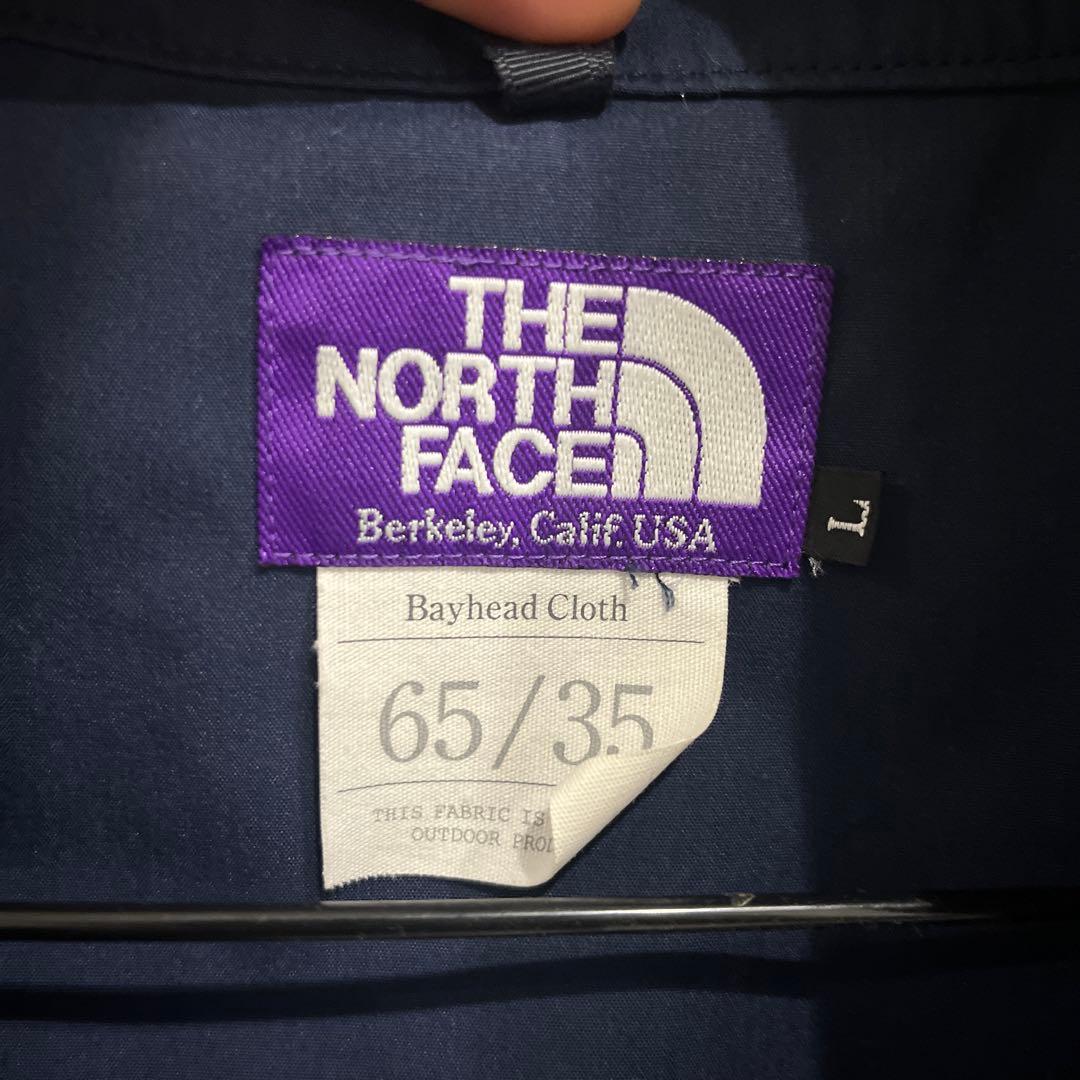 THE
NORTH
FACE
Berkeley, Calif. USA
L
Bayhead Cloth
65/35
THIS FABRIC IS
OUTDOOR